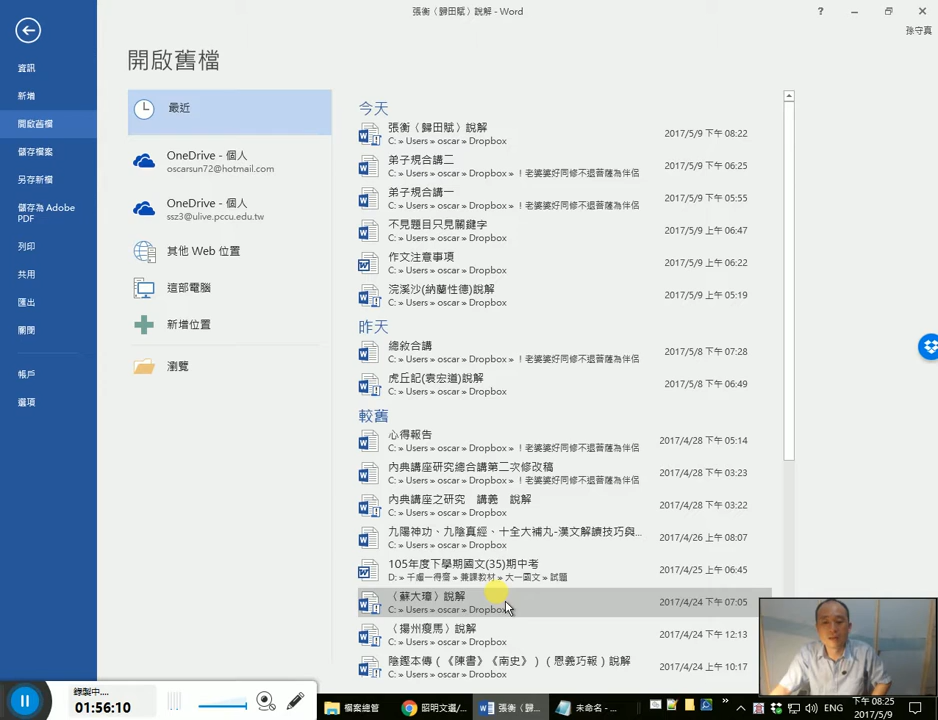 張衡〈歸田賦〉說解 - Word
?
孫守真
資訊
新增
開啟舊檔
儲存檔案
另存新檔
儲存為 Adobe
PDF
列印
共用
匯出
關閉
帳戶
選項
開啟舊檔
最近
OneDrive - 個人
oscarsun72@hotmail.com
OneDrive - 個人
ssz3@ulive.pccu.edu.tw
其他 Web 位置
這部電腦
新增位置
瀏覽
今天
張衡〈歸田賦〉說解
C: » Users » oscar » Dropbox
2017/5/9 下午 08:22
弟子規合講二
C: » Users » oscar » Dropbox » ！老婆婆好同修不退菩薩為伴侶
2017/5/9 下午 06:25
弟子規合講一
C: » Users » oscar » Dropbox » ！老婆婆好同修不退菩薩為伴侶
2017/5/9 下午 05:55
不見題目只見關鍵字
C: » Users » oscar » Dropbox
2017/5/9 上午 06:47
作文注意事項
C: » Users » oscar » Dropbox
2017/5/9 上午 06:22
浣溪沙(納蘭性德)說解
C: » Users » oscar » Dropbox
2017/5/9 上午 05:19
昨天
總敘合講
C: » Users » oscar » Dropbox » ！老婆婆好同修不退菩薩為伴侶
2017/5/8 下午 07:28
虎丘記(袁宏道)說解
C: » Users » oscar » Dropbox
2017/5/8 上午 06:49
較舊
心得報告
C: » Users » oscar » Dropbox » ！老婆婆好同修不退菩薩為伴侶
2017/4/28 上午 05:14
內典講座研究總合講第二次修改稿
C: » Users » oscar » Dropbox » ！老婆婆好同修不退菩薩為伴侶
2017/4/28 上午 03:23
內典講座之研究　講義　說解
C: » Users » oscar » Dropbox
2017/4/28 上午 03:22
九陽神功、九陰真經、十全大補丸-漢文解讀技巧與...
C: » Users » oscar » Dropbox
2017/4/26 上午 08:07
105年度下學期國文(35)期中考
D: » 千慮一得齋 » 兼課教材 » 大一國文 » 試題
2017/4/25 上午 06:45
〈蘇大璋〉說解
C: » Users » oscar » Dropbox
2017/4/24 下午 07:05
〈揚州瘦馬〉說解
C: » Users » oscar » Dropbox
2017/4/24 下午 12:13
陰鏗本傳（《陳書》《南史》）（恩義巧報）說解
C: » Users » oscar » Dropbox
2017/4/24 上午 10:17
錄製中....
01:56:10
檔案總管
昭明文選/...
張衡〈歸...
未命名 - ...
ENG
下午 08:25
2017/5/9